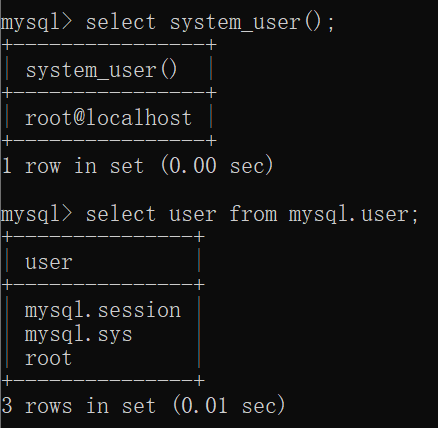 mysql> select system_user();
+----------------+
| system_user()  |
+----------------+
| root@localhost |
+----------------+
1 row in set (0.00 sec)
mysql> select user from mysql.user;
+---------------+
| user          |
+---------------+
| mysql.session |
| mysql.sys     |
| root          |
+---------------+
3 rows in set (0.01 sec)